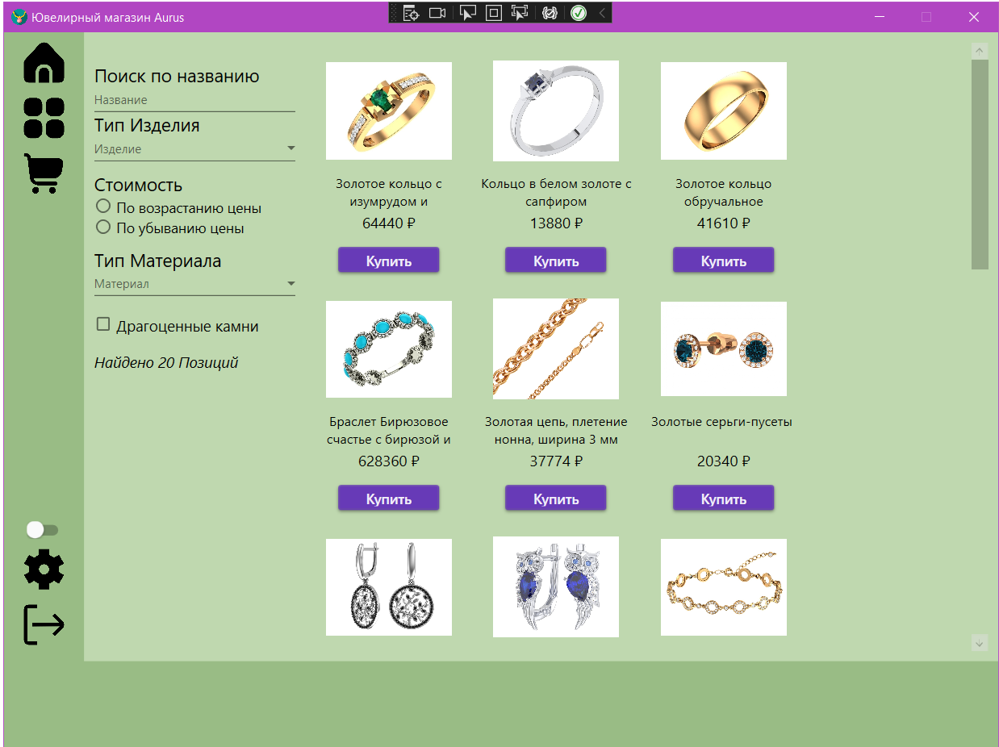 Ювелирный магазин Aurus
Поиск по названию
Название
Тип Изделия
Изделие
Стоимость
По возрастанию цены
По убыванию цены
Тип Материала
Материал
Драгоценные камни
Найдено 20 Позиций
Золотое кольцо с
изумрудом и
64440 ₽
Купить
Кольцо в белом золоте с
сапфиром
13880 ₽
Купить
Золотое кольцо
обручальное
41610 ₽
Купить
Браслет Бирюзовое
счастье с бирюзой и
628360 ₽
Купить
Золотая цепь, плетение
нонна, ширина 3 мм
37774 ₽
Купить
Золотые серьги-пусеты
20340 ₽
Купить